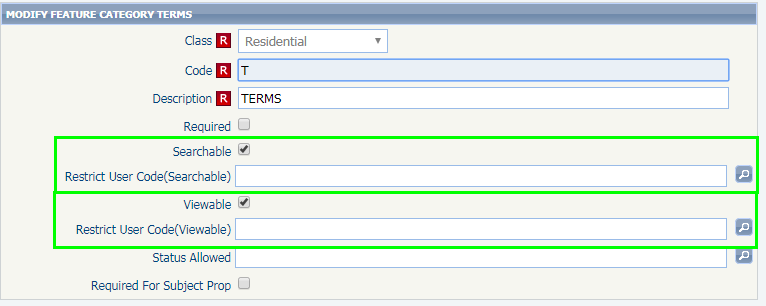 MODIFY FEATURE CATEGORY TERMS
Class R Residential
Code R T
Description R TERMS
Required
Searchable
Restrict User Code(Searchable)
Viewable
Restrict User Code(Viewable)
Status Allowed
Required For Subject Prop